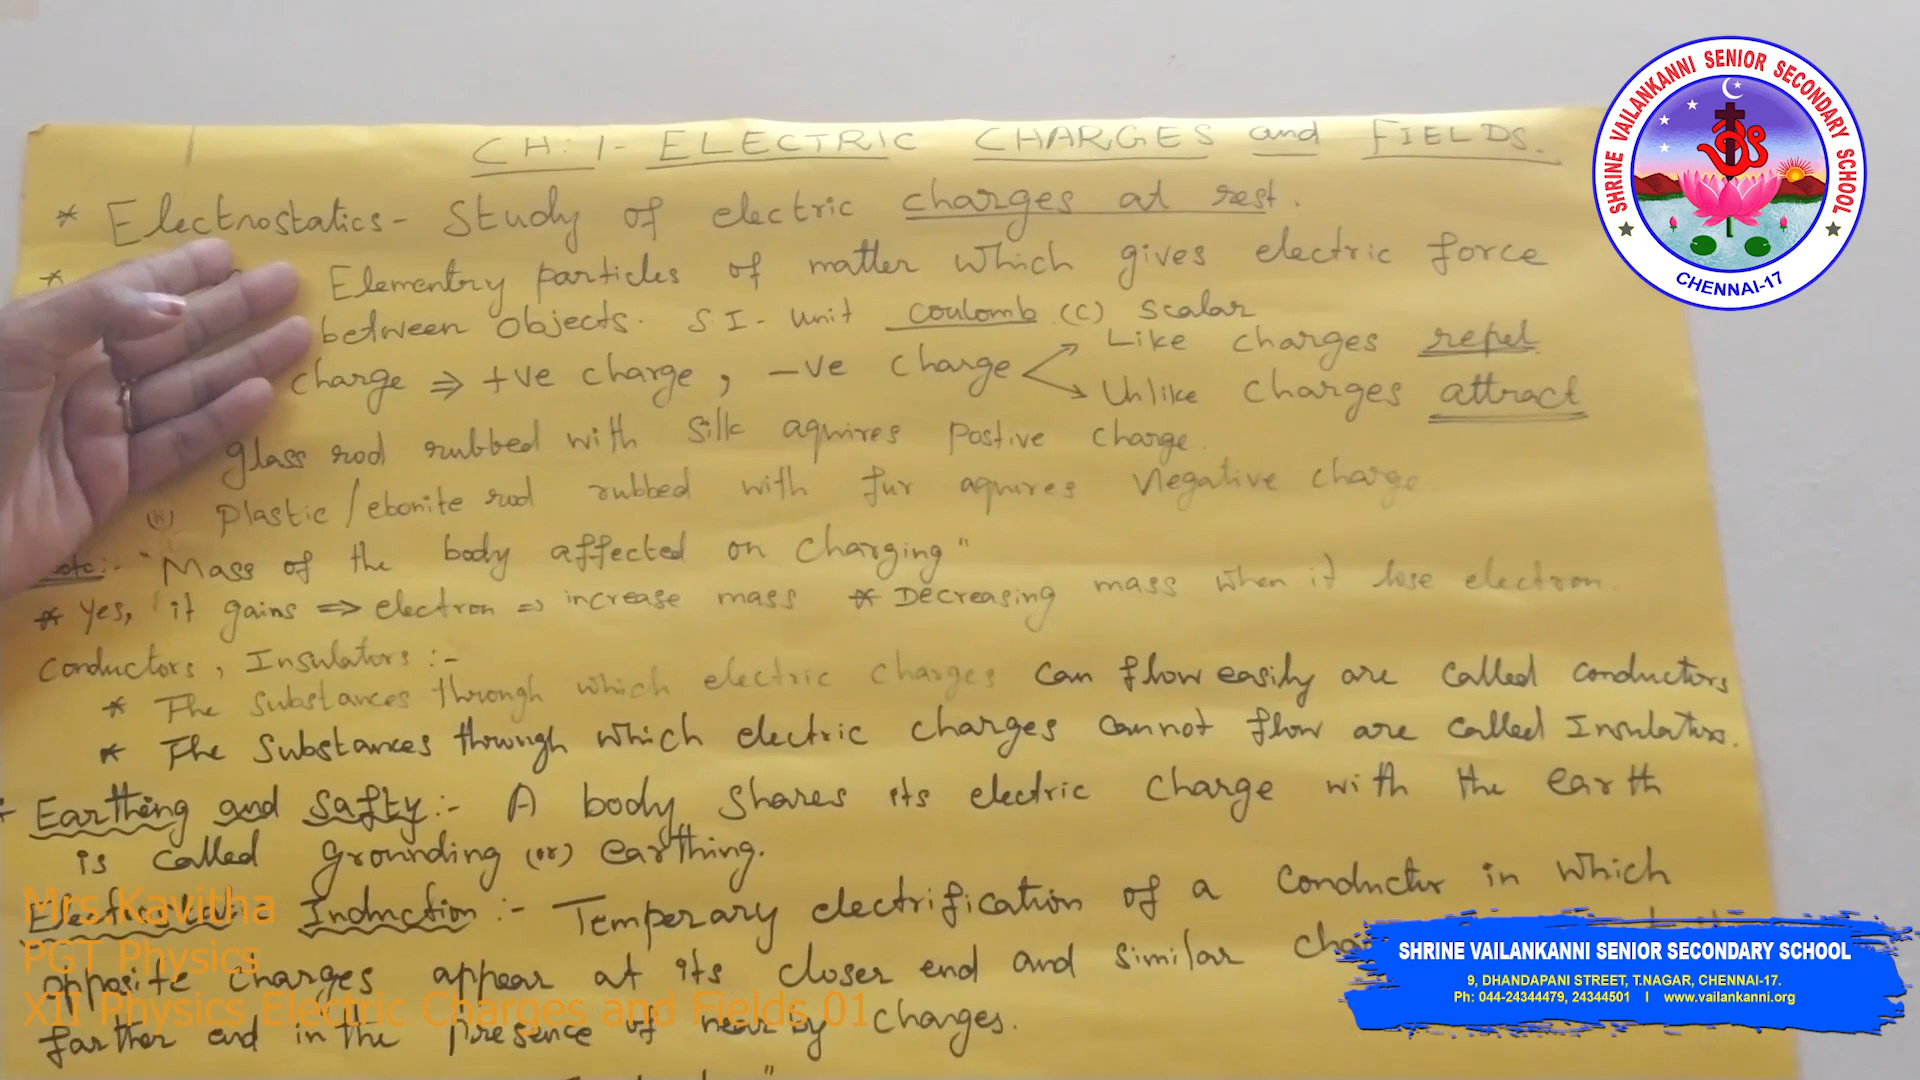 CH: 1- ELECTRIC CHARGES and FIELDS.
* Electrostatics - Study of electric charges at rest.
* Elementry particles of matter which gives electric force
between objects. S I - Unit coulomb (C) Scalar
charge ⇒ +ve charge, -ve charge
Like charges repel
Unlike charges attract
glass rod rubbed with silk aquires postive charge.
(ii) Plastic / ebonite rod rubbed with fur aquires Negative charge
"Mass of the body affected on charging"
* Yes, it gains ⇒ electron ⇒ increase mass * Decreasing mass when it lose electron.
Conductors, Insulators :-
* The Substances through which electric charges can flow easily are called conductors
* The Substances through which electric charges cannot flow are called Insulators.
Earthing and Safty :- A body shares its electric charge with the earth
is called grounding (or) earthing.
Induction :- Temperary electrification of a conductor in which
opposite charges appear at its closer end and similar
farther end in the presence of near by charges.
Mrs Kavitha
PGT Physics
XII Physics Electric Charges and Fields 01
SHRINE VAILANKANNI SENIOR SECONDARY SCHOOL
CHENNAI-17
SHRINE VAILANKANNI SENIOR SECONDARY SCHOOL
9, DHANDAPANI STREET, T.NAGAR, CHENNAI-17.
Ph: 044-24344479, 24344501 | www.vailankanni.org